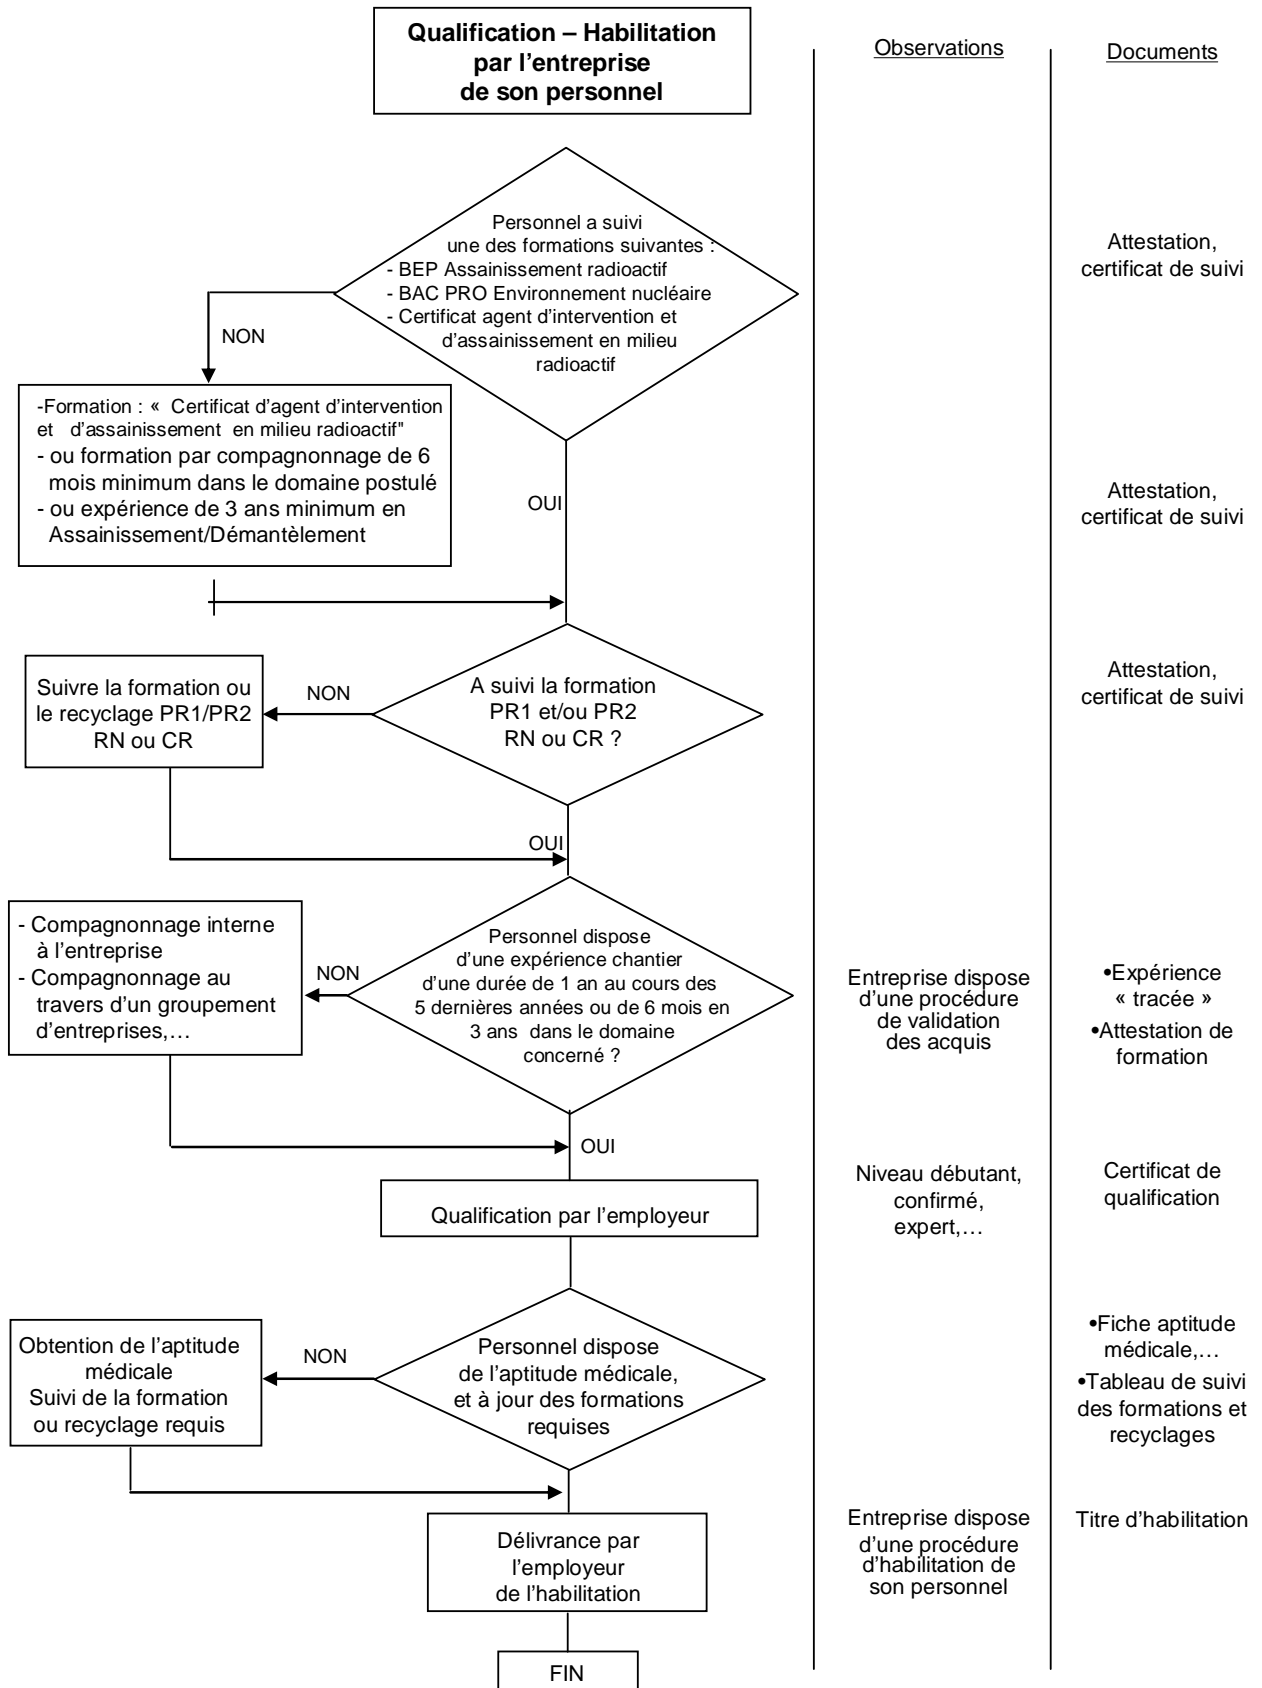 Qualification – Habilitation
par l'entreprise
de son personnel
Observations
Documents
Personnel a suivi
une des formations suivantes :
- BEP Assainissement radioactif
- BAC PRO Environnement nucléaire
- Certificat agent d'intervention et
d'assainissement en milieu
radioactif
Attestation,
certificat de suivi
NON
-Formation : « Certificat d'agent d'intervention
et d'assainissement en milieu radioactif"
- ou formation par compagnonnage de 6
mois minimum dans le domaine postulé
- ou expérience de 3 ans minimum en
Assainissement/Démantèlement
OUI
Attestation,
certificat de suivi
Suivre la formation ou
le recyclage PR1/PR2
RN ou CR
NON
A suivi la formation
PR1 et/ou PR2
RN ou CR ?
Attestation,
certificat de suivi
OUI
- Compagnonnage interne
à l'entreprise
- Compagnonnage au
travers d'un groupement
d'entreprises,…
NON
Personnel dispose
d'une expérience chantier
d'une durée de 1 an au cours des
5 dernières années ou de 6 mois en
3 ans dans le domaine
concerné ?
Entreprise dispose
d'une procédure
de validation
des acquis
•Expérience
« tracée »
•Attestation de
formation
OUI
Qualification par l'employeur
Niveau débutant,
confirmé,
expert,…
Certificat de
qualification
Obtention de l'aptitude
médicale
Suivi de la formation
ou recyclage requis
NON
Personnel dispose
de l'aptitude médicale,
et à jour des formations
requises
•Fiche aptitude
médicale,…
•Tableau de suivi
des formations et
recyclages
Délivrance par
l'employeur
de l'habilitation
Entreprise dispose
d'une procédure
d'habilitation de
son personnel
Titre d'habilitation
FIN